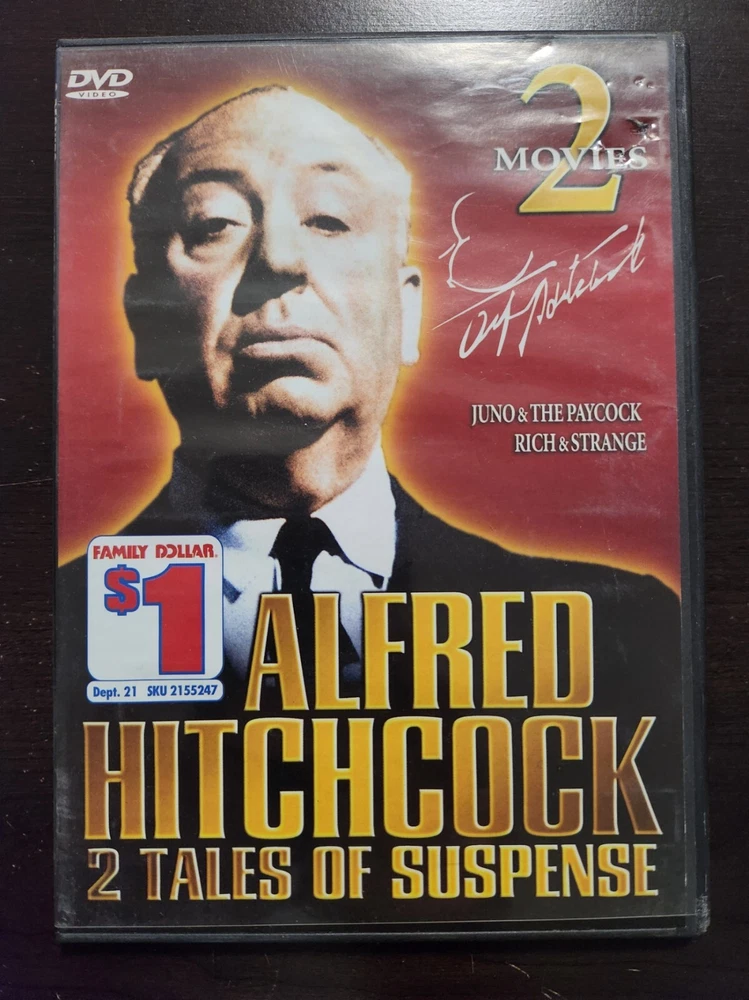 DVD
VIDEO
2
MOVIES
JUNO & THE PAYCOCK
RICH & STRANGE
FAMILY DOLLAR.
$1
Dept. 21 SKU 2155247
ALFRED
HITCHCOCK
2 TALES OF SUSPENSE